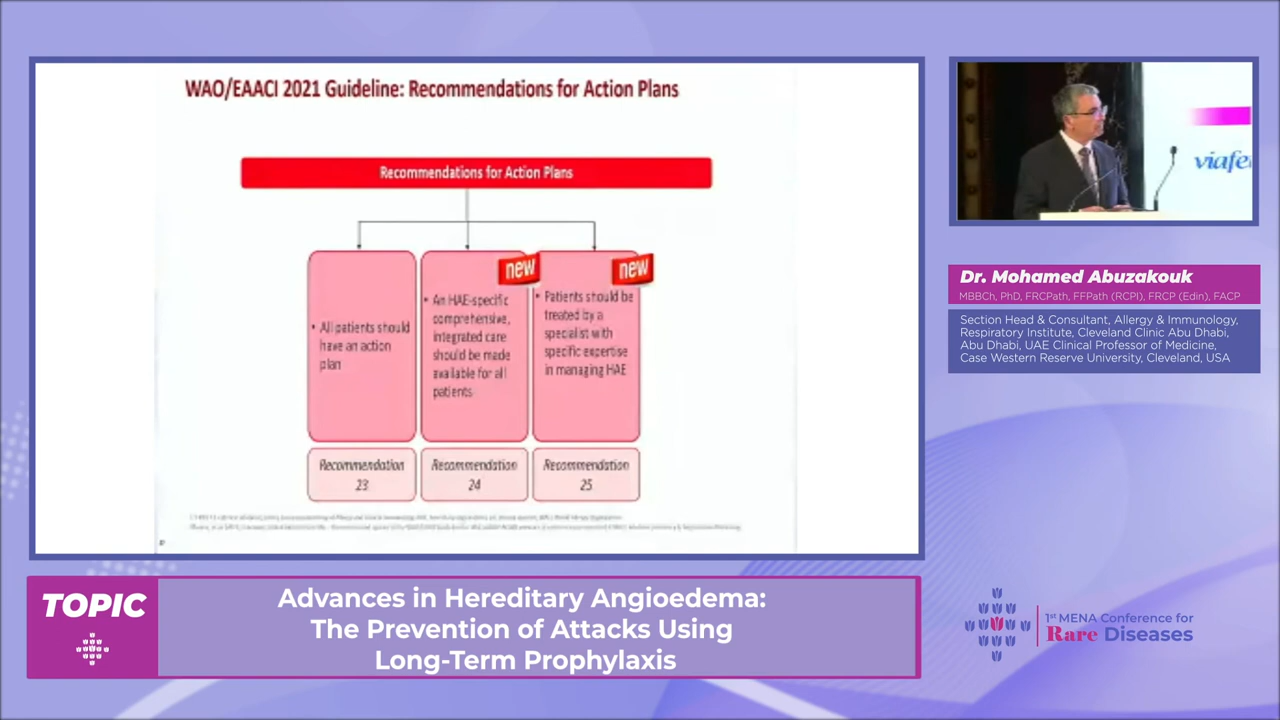 WAO/EAACI 2021 Guideline: Recommendations for Action Plans
Recommendations for Action Plans
• All patients should
have an action
plan
new
• An HAE-specific
comprehensive,
integrated care
should be made
available for all
patients
new
• Patients should be
treated by a
specialist with
specific expertise
in managing HAE
Recommendation
23
Recommendation
24
Recommendation
25
viafe
Dr. Mohamed Abuzakouk
MBBCh, PhD, FRCPath, FFPath (RCPI), FRCP (Edin), FACP
Section Head & Consultant, Allergy & Immunology,
Respiratory Institute, Cleveland Clinic Abu Dhabi,
Abu Dhabi, UAE Clinical Professor of Medicine,
Case Western Reserve University, Cleveland, USA
TOPIC
Advances in Hereditary Angioedema:
The Prevention of Attacks Using
Long-Term Prophylaxis
1st MENA Conference for
Rare Diseases